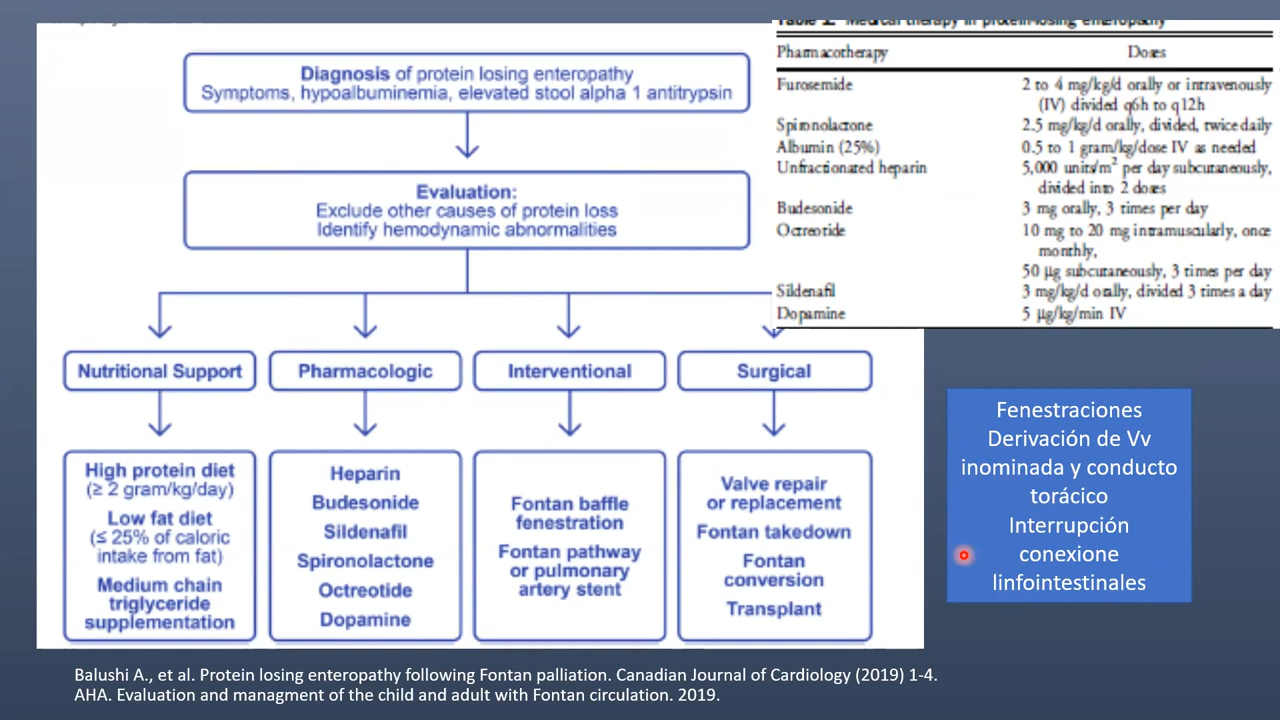 Diagnosis of protein losing enteropathy
Symptoms, hypoalbuminemia, elevated stool alpha 1 antitrypsin
Evaluation:
Exclude other causes of protein loss
Identify hemodynamic abnormalities
Nutritional Support
High protein diet
(≥ 2 gram/kg/day)
Low fat diet
(≤ 25% of caloric
intake from fat)
Medium chain
triglyceride
supplementation
Pharmacologic
Heparin
Budesonide
Sildenafil
Spironolactone
Octreotide
Dopamine
Interventional
Fontan baffle
fenestration
Fontan pathway
or pulmonary
artery stent
Surgical
Valve repair
or replacement
Fontan takedown
Fontan
conversion
Transplant
Table 2. Medical therapy in protein-losing enteropathy
Pharmacotherapy Doses
Furosemide 2 to 4 mg/kg/d orally or intravenously
(IV) divided q6h to q12h
Spironolactone 2.5 mg/kg/d orally, divided, twice daily
Albumin (25%) 0.5 to 1 gram/kg/dose IV as needed
Unfractionated heparin 5,000 units/m² per day subcutaneously,
divided into 2 doses
Budesonide 3 mg orally, 3 times per day
Octreotide 10 mg to 20 mg intramuscularly, once
monthly,
50 µg subcutaneously, 3 times per day
Sildenafil 3 mg/kg/d orally, divided 3 times a day
Dopamine 5 µg/kg/min IV
Fenestraciones
Derivación de Vv
inominada y conducto
torácico
Interrupción
conexione
linfointestinales
Balushi A., et al. Protein losing enteropathy following Fontan palliation. Canadian Journal of Cardiology (2019) 1-4.
AHA. Evaluation and managment of the child and adult with Fontan circulation. 2019.